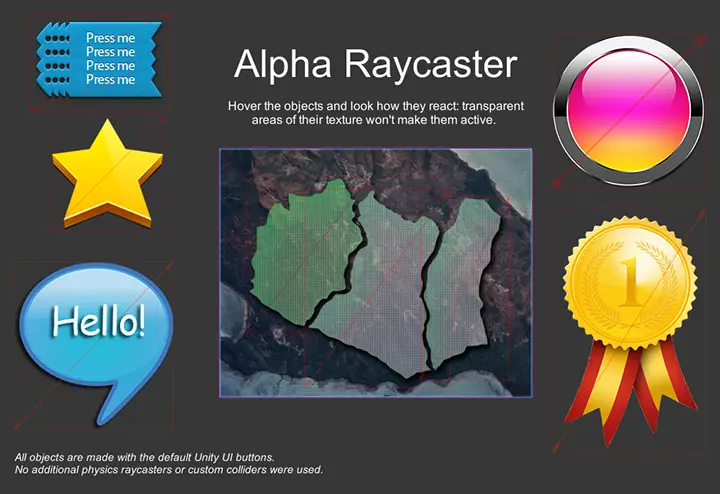 Press me
Press me
Press me
Press me
Alpha Raycaster
Hover the objects and look how they react: transparent
areas of their texture won't make them active.
Hello!
1
All objects are made with the default Unity UI buttons.
No additional physics raycasters or custom colliders were used.